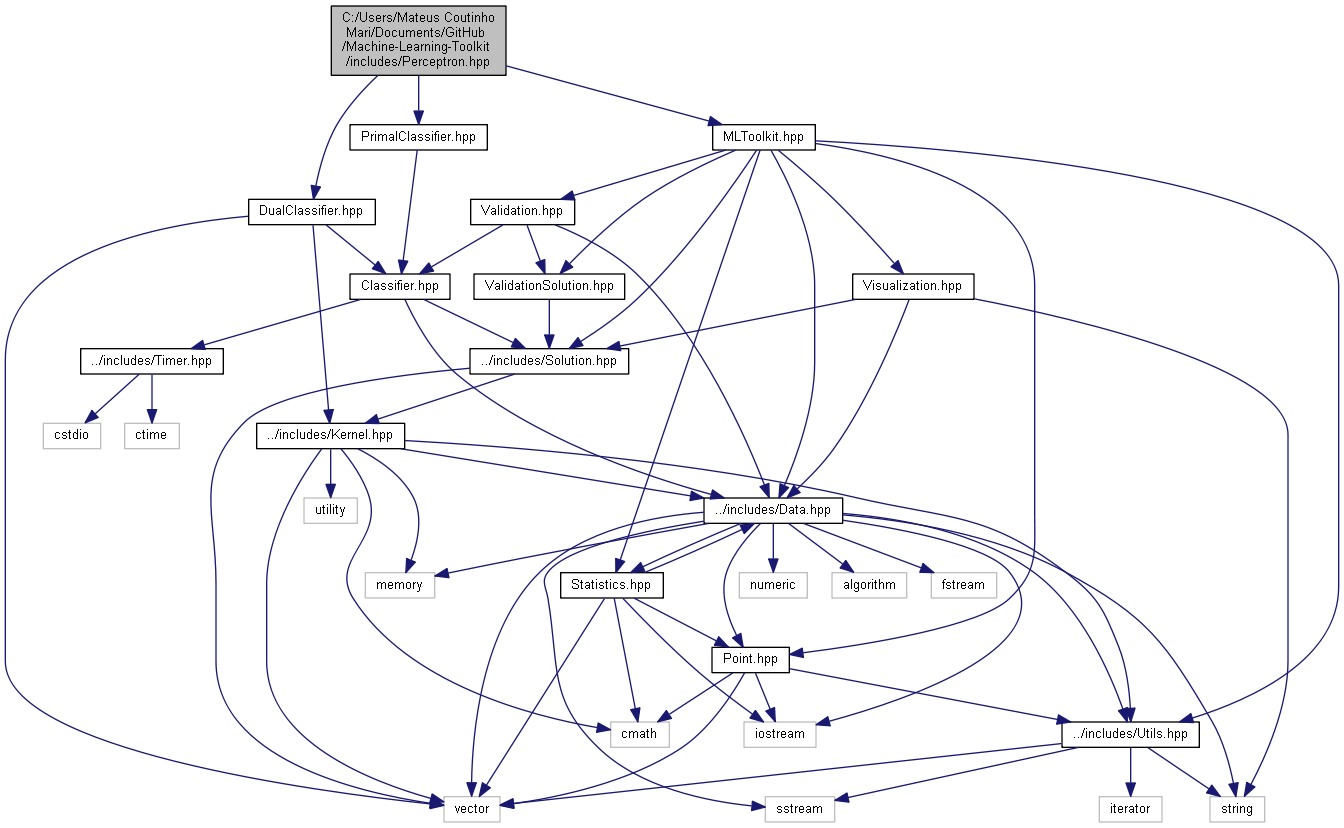 C:/Users/Mateus Coutinho
Mari/Documents/GitHub
/Machine-Learning-Toolkit
/includes/Perceptron.hpp
PrimalClassifier.hpp
MLToolkit.hpp
DualClassifier.hpp
Validation.hpp
Classifier.hpp
ValidationSolution.hpp
Visualization.hpp
../includes/Timer.hpp
../includes/Solution.hpp
cstdio
ctime
../includes/Kernel.hpp
utility
../includes/Data.hpp
memory
Statistics.hpp
numeric
algorithm
fstream
Point.hpp
cmath
iostream
../includes/Utils.hpp
vector
sstream
iterator
string